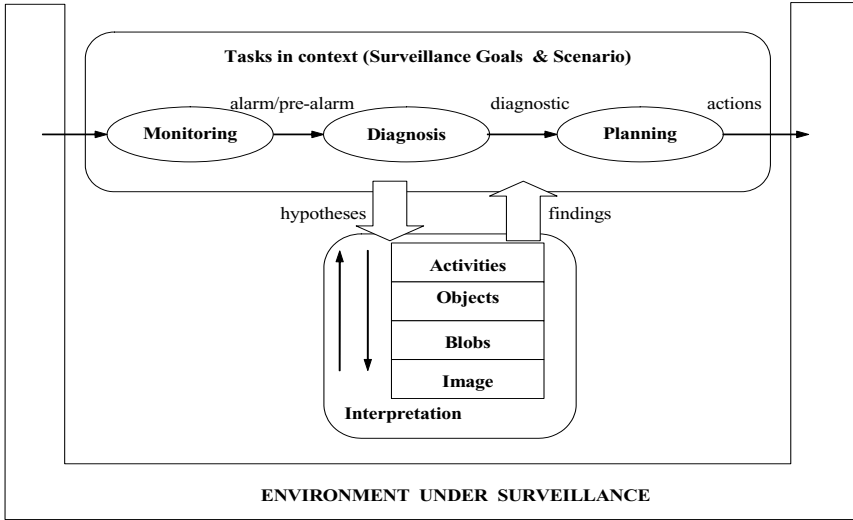 Tasks in context (Surveillance Goals & Scenario)
alarm/pre-alarm
diagnostic
actions
Monitoring
Diagnosis
Planning
hypotheses
findings
Activities
Objects
Blobs
Image
Interpretation
ENVIRONMENT UNDER SURVEILLANCE